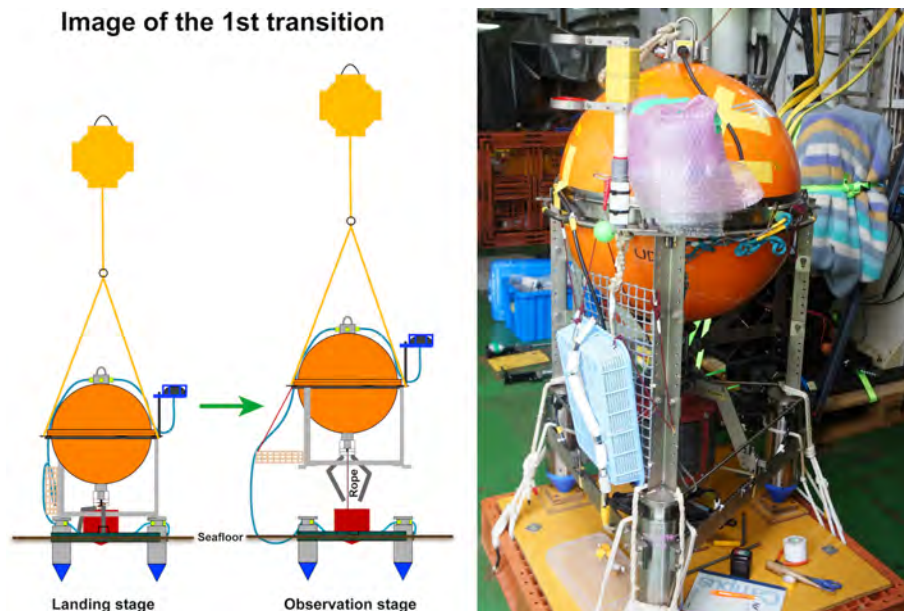 Image of the 1st transition
Rope
Seafloor
Landing stage
Observation stage